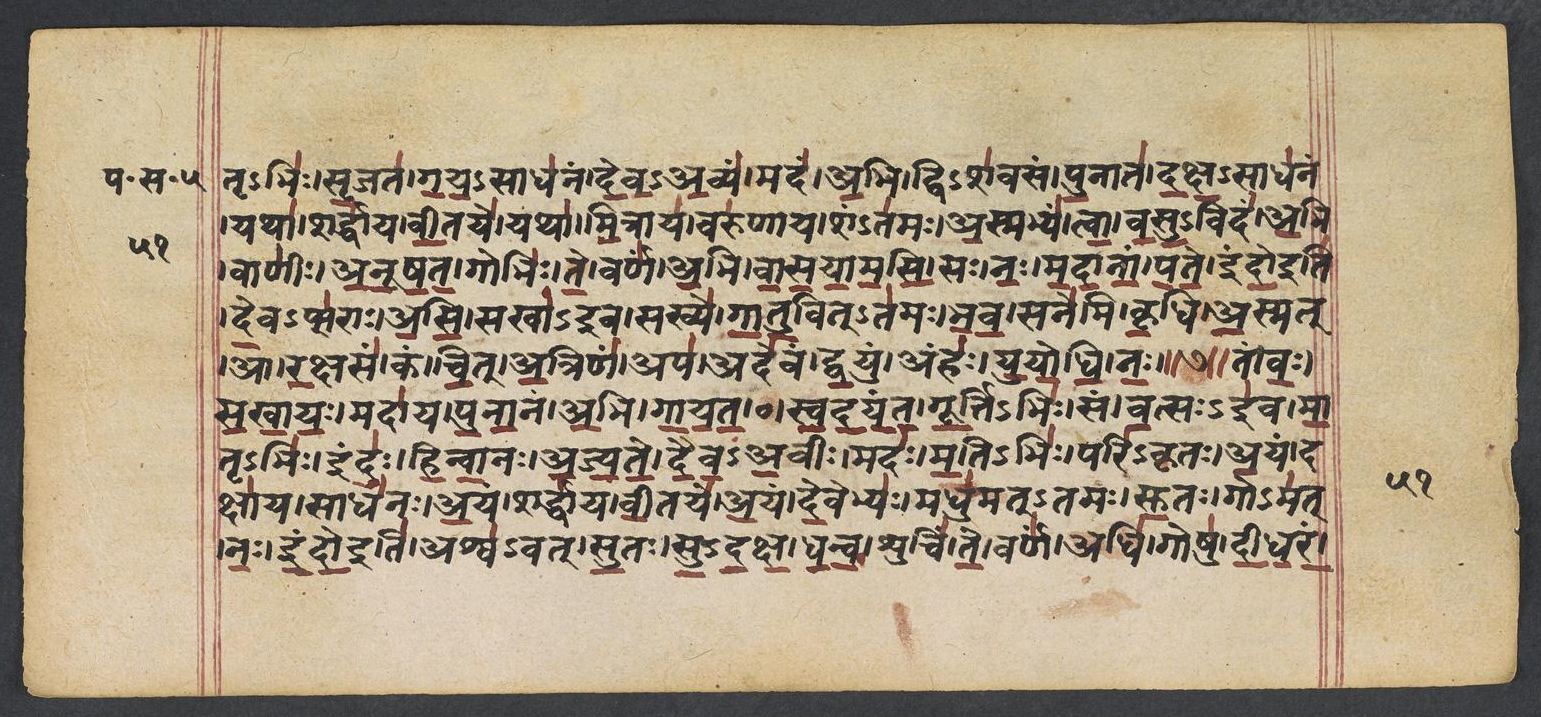 प॰स॰५ तृऽभिः।सृजत।गयऽसाधनं।देवऽअव्यं।मदं।अभि।द्विऽशवसं।पुनात।दक्षऽसाधनं
।यथा।शर्द्धाय।वीतये।यथा।मित्राय।वरुणाय।शंऽतमः।अस्मभ्यं।त्वा।वसुऽविदं।अभि
५१
।वाणीः।अनूषत।गोभिः।ते।वर्णं।अभि।वासयामसि।सः।नः।मदानां।पते।इंदोइति
।देवऽप्सराः।असि।सखाऽइव।सख्ये।गातुवित्ऽतमः।भव।सनेमि।कृधि।अस्मत्
।आ।रक्षसं।कं।चित्।अत्रिणं।अप।अदेवं।द्वयुं।अंहः।युयोधि।नः॥७॥तं।वः।
सखायः।मदाय।पुनानं।अभि।गायत।०।स्वदयंत।गूर्त्तिऽभिः।सं।वत्सःऽइव।मा
तृऽभिः।इंदुः।हिन्वानः।अज्यते।देवऽअवीः।मदः।मतिऽभिः।परिऽकृतः।अयं।द
५१
क्षाय।साधनः।अयं।शर्द्धाय।वीतये।अयं।देवेभ्यः।मधुमत्ऽतमः।सुतः।गोऽमत्
।नः।इंदोइति।अश्वऽवत्।सुतः।सुऽदक्ष।धन्व।शुचिं।ते।वर्णं।अधि।गोषु।दीधरं।